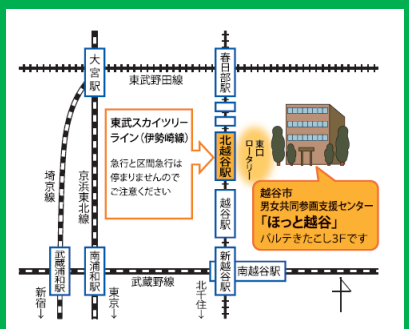 大宮駅
春日部駅
東武野田線
東武スカイツリー
ライン(伊勢崎線)
急行と区間急行は
停まりませんので
ご注意ください
北越谷駅
東口
ロータリー
埼京線
京浜東北線
越谷駅
越谷市
男女共同参画支援センター
「ほっと越谷」
パルテきたこし3Fです
武蔵浦和駅
南浦和駅
武蔵野線
新越谷駅
南越谷駅
新宿↓
東京↓
北千住↓